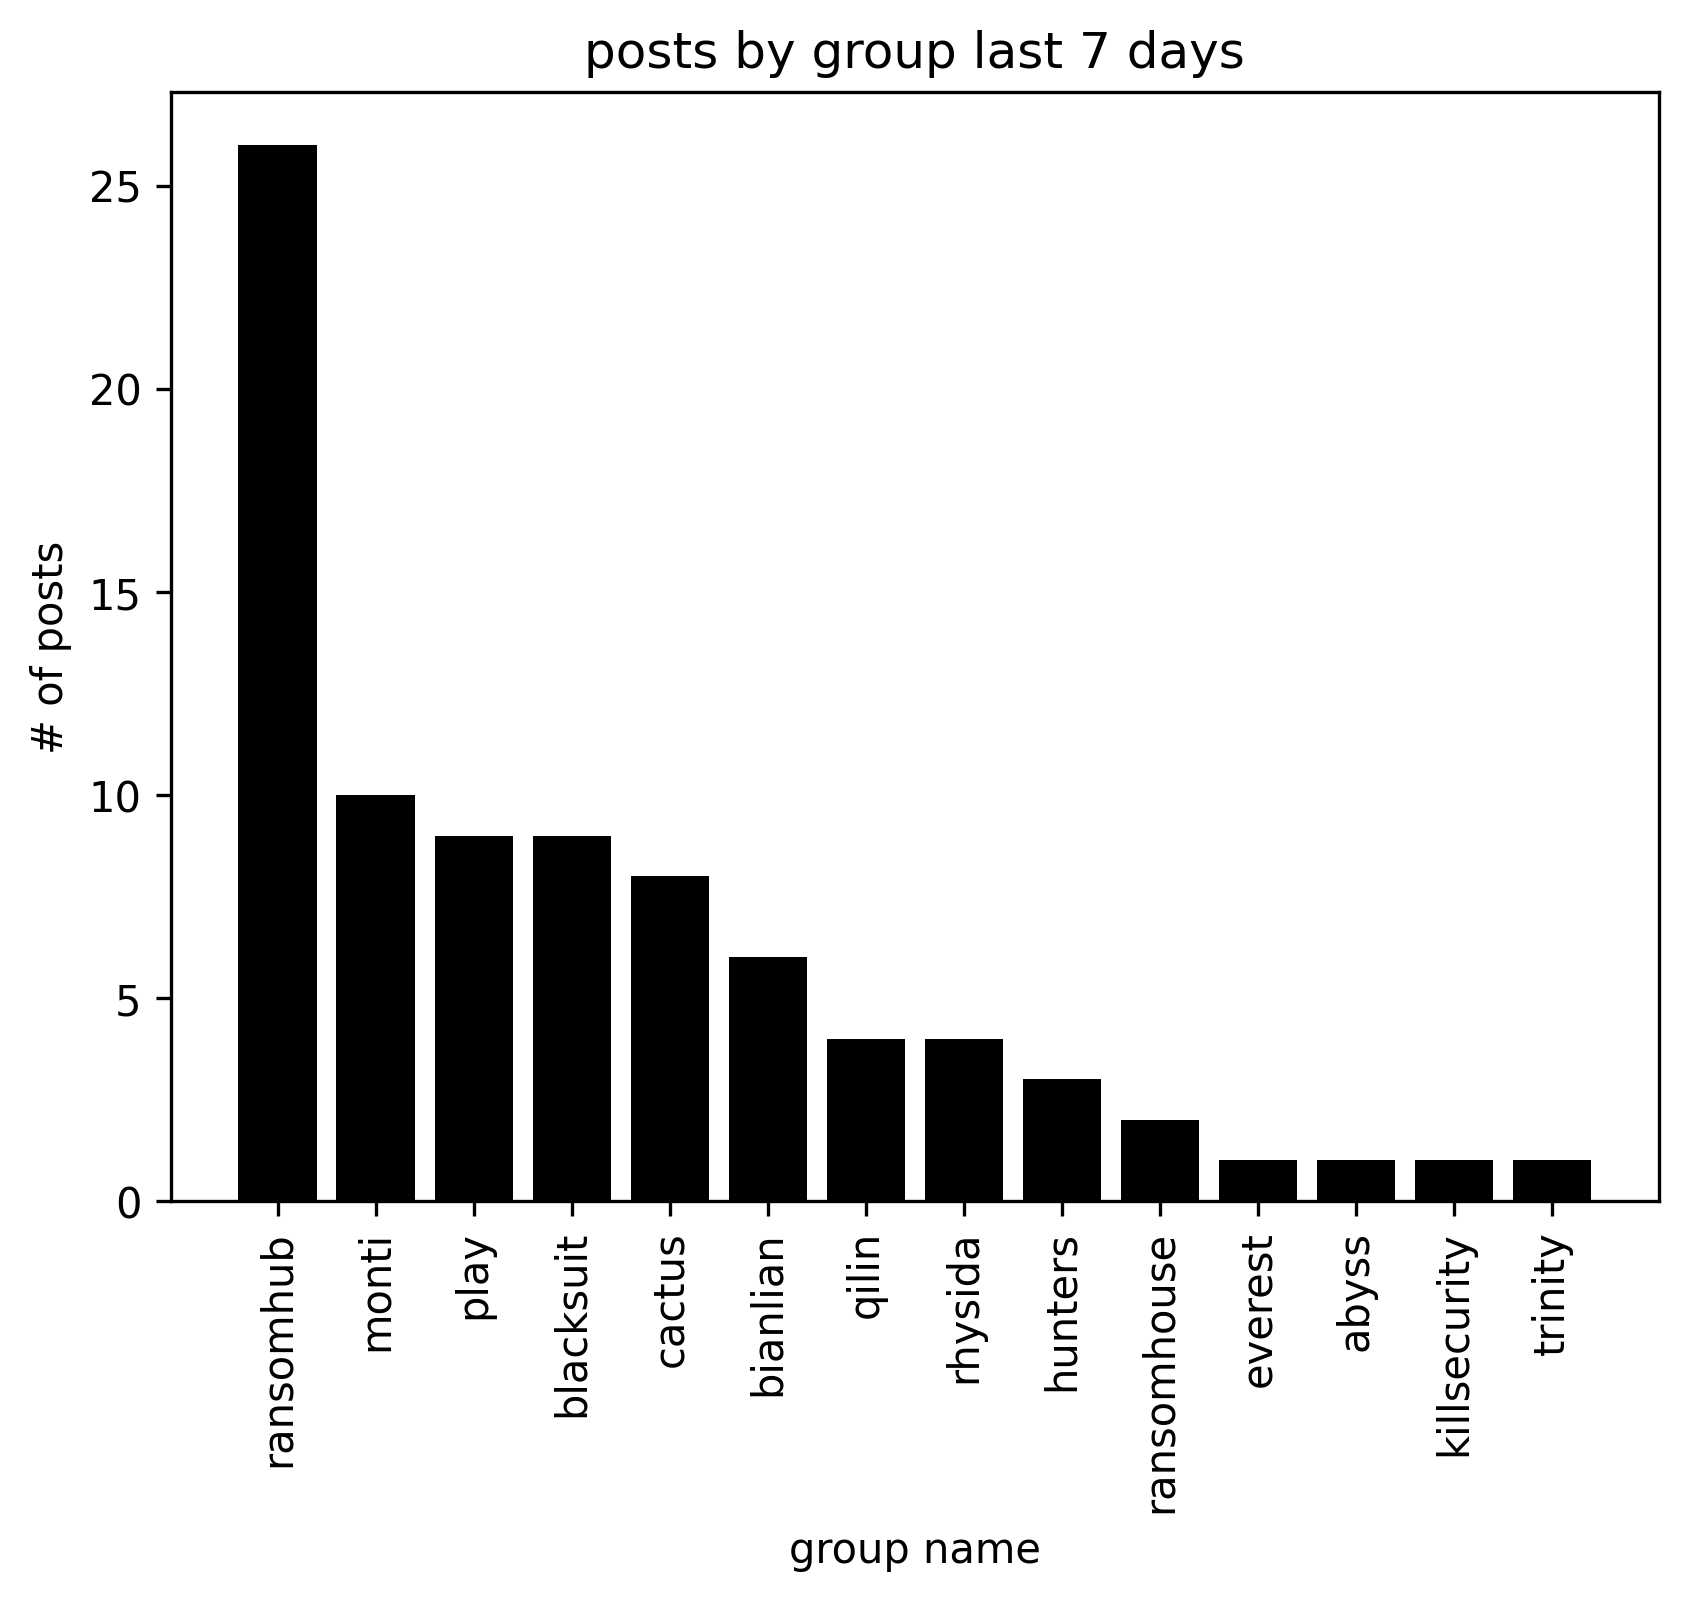 posts by group last 7 days
# of posts
25
20
15
10
5
0
ransomhub
monti
play
blacksuit
cactus
bianlian
qilin
rhysida
hunters
ransomhouse
everest
abyss
killsecurity
trinity
group name